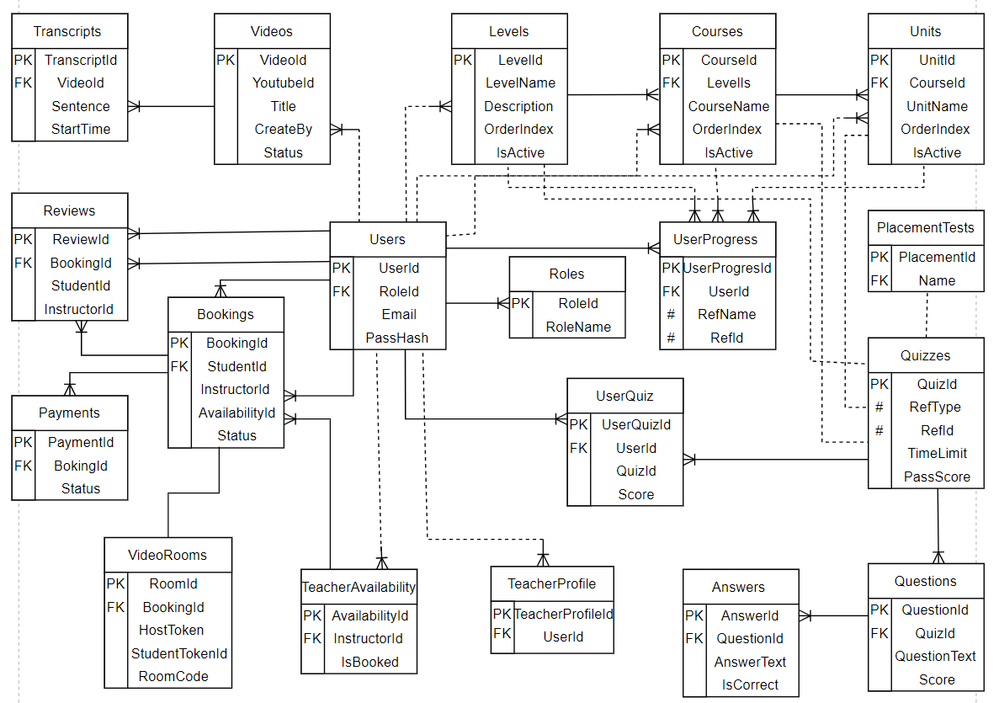 Transcripts
PK TranscriptId
FK VideoId
Sentence
StartTime
Videos
PK VideoId
YoutubeId
Title
CreateBy
Status
Levels
PK LevelId
LevelName
Description
OrderIndex
IsActive
Courses
PK CourseId
FK Levells
CourseName
OrderIndex
IsActive
Units
PK UnitId
FK CourseId
UnitName
OrderIndex
IsActive
Reviews
PK ReviewId
FK BookingId
StudentId
InstructorId
Users
PK UserId
FK RoleId
Email
PassHash
UserProgress
PK UserProgresId
FK UserId
# RefName
# RefId
PlacementTests
PK PlacementId
FK Name
Roles
PK RoleId
RoleName
Bookings
PK BookingId
FK StudentId
InstructorId
AvailabilityId
Status
Quizzes
PK QuizId
# RefType
# RefId
TimeLimit
PassScore
UserQuiz
PK UserQuizId
FK UserId
QuizId
Score
Payments
PK PaymentId
FK BokingId
Status
VideoRooms
PK RoomId
FK BookingId
HostToken
StudentTokenId
RoomCode
TeacherAvailability
PK AvailabilityId
FK InstructorId
IsBooked
TeacherProfile
PK TeacherProfileId
FK UserId
Answers
PK AnswerId
FK QuestionId
AnswerText
IsCorrect
Questions
PK QuestionId
FK QuizId
QuestionText
Score